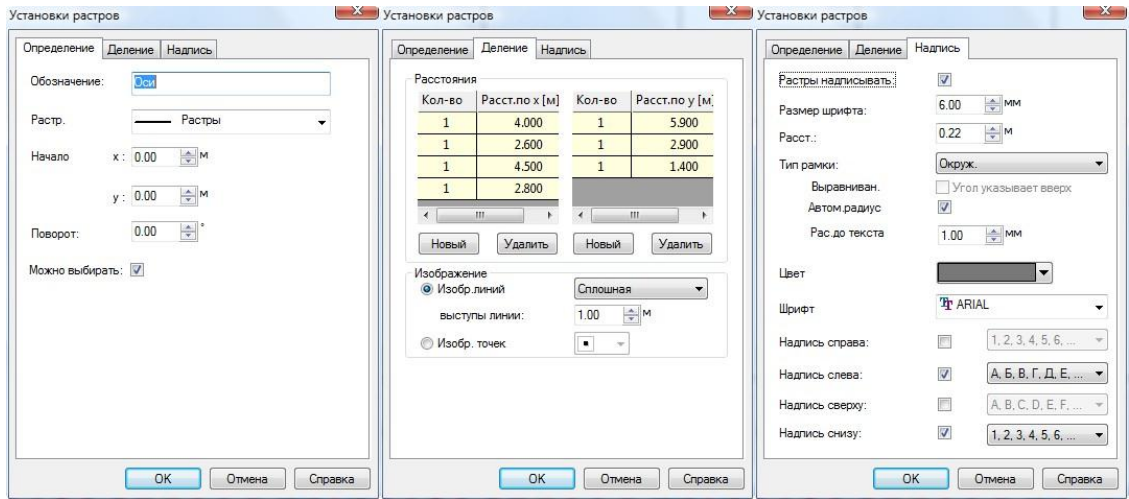 Установки растров
Определение Деление Надпись
Обозначение: Оси
Растр. Растры
Начало x : 0.00 м
y : 0.00 м
Поворот: 0.00 °
Можно выбирать:
OK Отмена Справка
Установки растров
Определение Деление Надпись
Расстояния
Кол-во Расст.по x [м] Кол-во Расст.по y [м]
1 4.000 1 5.900
1 2.600 1 2.900
1 4.500 1 1.400
1 2.800
Новый Удалить Новый Удалить
Изображение
Изобр.линий Сплошная
выступы линии: 1.00 м
Изобр. точек
OK Отмена Справка
Установки растров
Определение Деление Надпись
Растры надписывать:
Размер шрифта: 6.00 мм
Расст.: 0.22 м
Тип рамки: Окруж.
Выравниван. Угол указывает вверх
Автом.радиус
Рас.до текста 1.00 мм
Цвет
Шрифт ARIAL
Надпись справа: 1, 2, 3, 4, 5, 6, ...
Надпись слева: А, Б, В, Г, Д, Е, ...
Надпись сверху: A, B, C, D, E, F, ...
Надпись снизу: 1, 2, 3, 4, 5, 6, ...
OK Отмена Справка